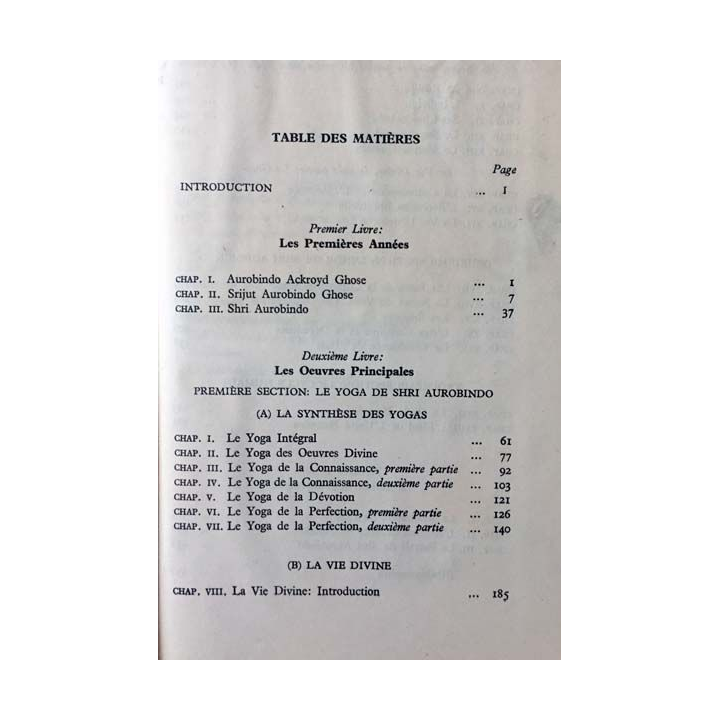 TABLE DES MATIÈRES
Page
INTRODUCTION ... I
Premier Livre:
Les Premières Années
CHAP. I. Aurobindo Ackroyd Ghose ... 1
CHAP. II. Srijut Aurobindo Ghose ... 7
CHAP. III. Shri Aurobindo ... 37
Deuxième Livre:
Les Oeuvres Principales
PREMIÈRE SECTION: LE YOGA DE SHRI AUROBINDO
(A) LA SYNTHÈSE DES YOGAS
CHAP. I. Le Yoga Intégral ... 61
CHAP. II. Le Yoga des Oeuvres Divine ... 77
CHAP. III. Le Yoga de la Connaissance, première partie ... 92
CHAP. IV. Le Yoga de la Connaissance, deuxième partie ... 103
CHAP. V. Le Yoga de la Dévotion ... 121
CHAP. VI. Le Yoga de la Perfection, première partie ... 126
CHAP. VII. Le Yoga de la Perfection, deuxième partie ... 140
(B) LA VIE DIVINE
CHAP. VIII. La Vie Divine: Introduction ... 185